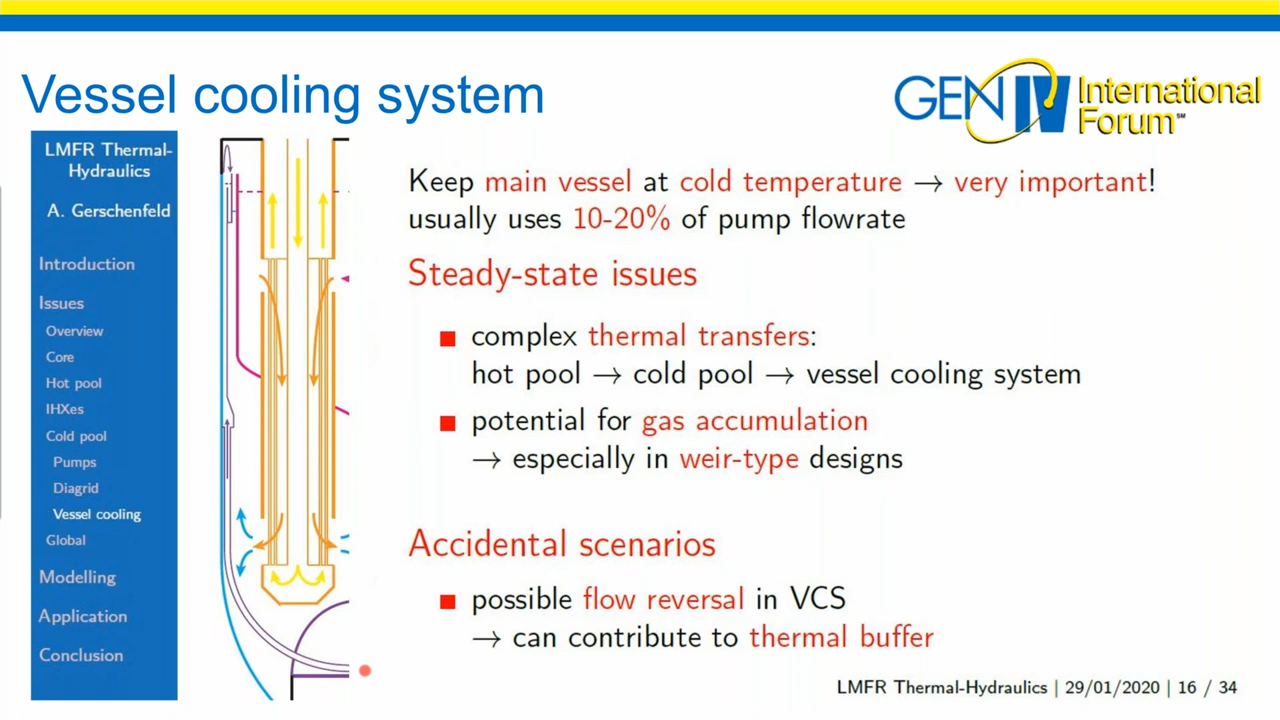 Vessel cooling system
GEN IV International
Forum℠
LMFR Thermal-
Hydraulics
A. Gerschenfeld
Introduction
Issues
Overview
Core
Hot pool
IHXes
Cold pool
Pumps
Diagrid
Vessel cooling
Global
Modelling
Application
Conclusion
Keep main vessel at cold temperature → very important!
usually uses 10-20% of pump flowrate
Steady-state issues
complex thermal transfers:
hot pool → cold pool → vessel cooling system
potential for gas accumulation
→ especially in weir-type designs
Accidental scenarios
possible flow reversal in VCS
→ can contribute to thermal buffer
LMFR Thermal-Hydraulics | 29/01/2020 | 16 / 34